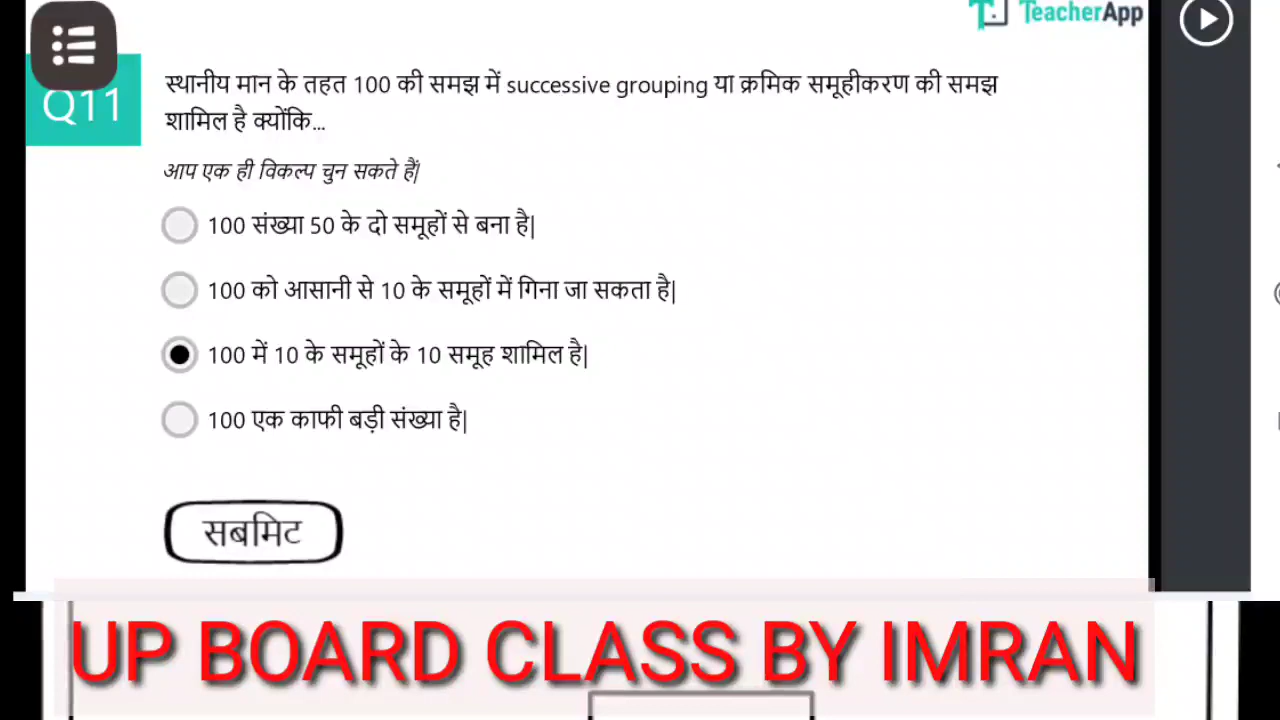 TeacherApp
Q11
स्थानीय मान के तहत 100 की समझ में successive grouping या क्रमिक समूहीकरण की समझ
शामिल है क्योंकि...
आप एक ही विकल्प चुन सकते हैं|
100 संख्या 50 के दो समूहों से बना है|
100 को आसानी से 10 के समूहों में गिना जा सकता है|
100 में 10 के समूहों के 10 समूह शामिल है|
100 एक काफी बड़ी संख्या है|
सबमिट
UP BOARD CLASS BY IMRAN